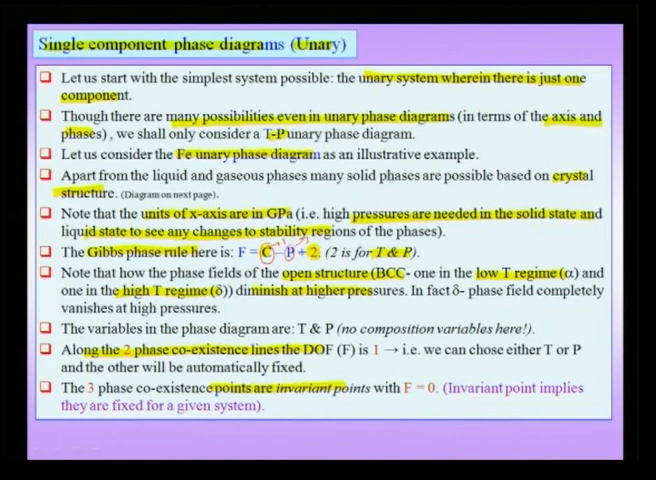 Single component phase diagrams (Unary)
Let us start with the simplest system possible: the unary system wherein there is just one
component.
Though there are many possibilities even in unary phase diagrams (in terms of the axis and
phases) , we shall only consider a T-P unary phase diagram.
Let us consider the Fe unary phase diagram as an illustrative example.
Apart from the liquid and gaseous phases many solid phases are possible based on crystal
structure. (Diagram on next page).
Note that the units of x-axis are in GPa (i.e. high pressures are needed in the solid state and
liquid state to see any changes to stability regions of the phases).
The Gibbs phase rule here is: F = C – P + 2. (2 is for T & P).
Note that how the phase fields of the open structure (BCC- one in the low T regime (α) and
one in the high T regime (δ)) diminish at higher pressures. In fact δ- phase field completely
vanishes at high pressures.
The variables in the phase diagram are: T & P (no composition variables here!).
Along the 2 phase co-existence lines the DOF (F) is 1 → i.e. we can chose either T or P
and the other will be automatically fixed.
The 3 phase co-existence points are invariant points with F = 0. (Invariant point implies
they are fixed for a given system).